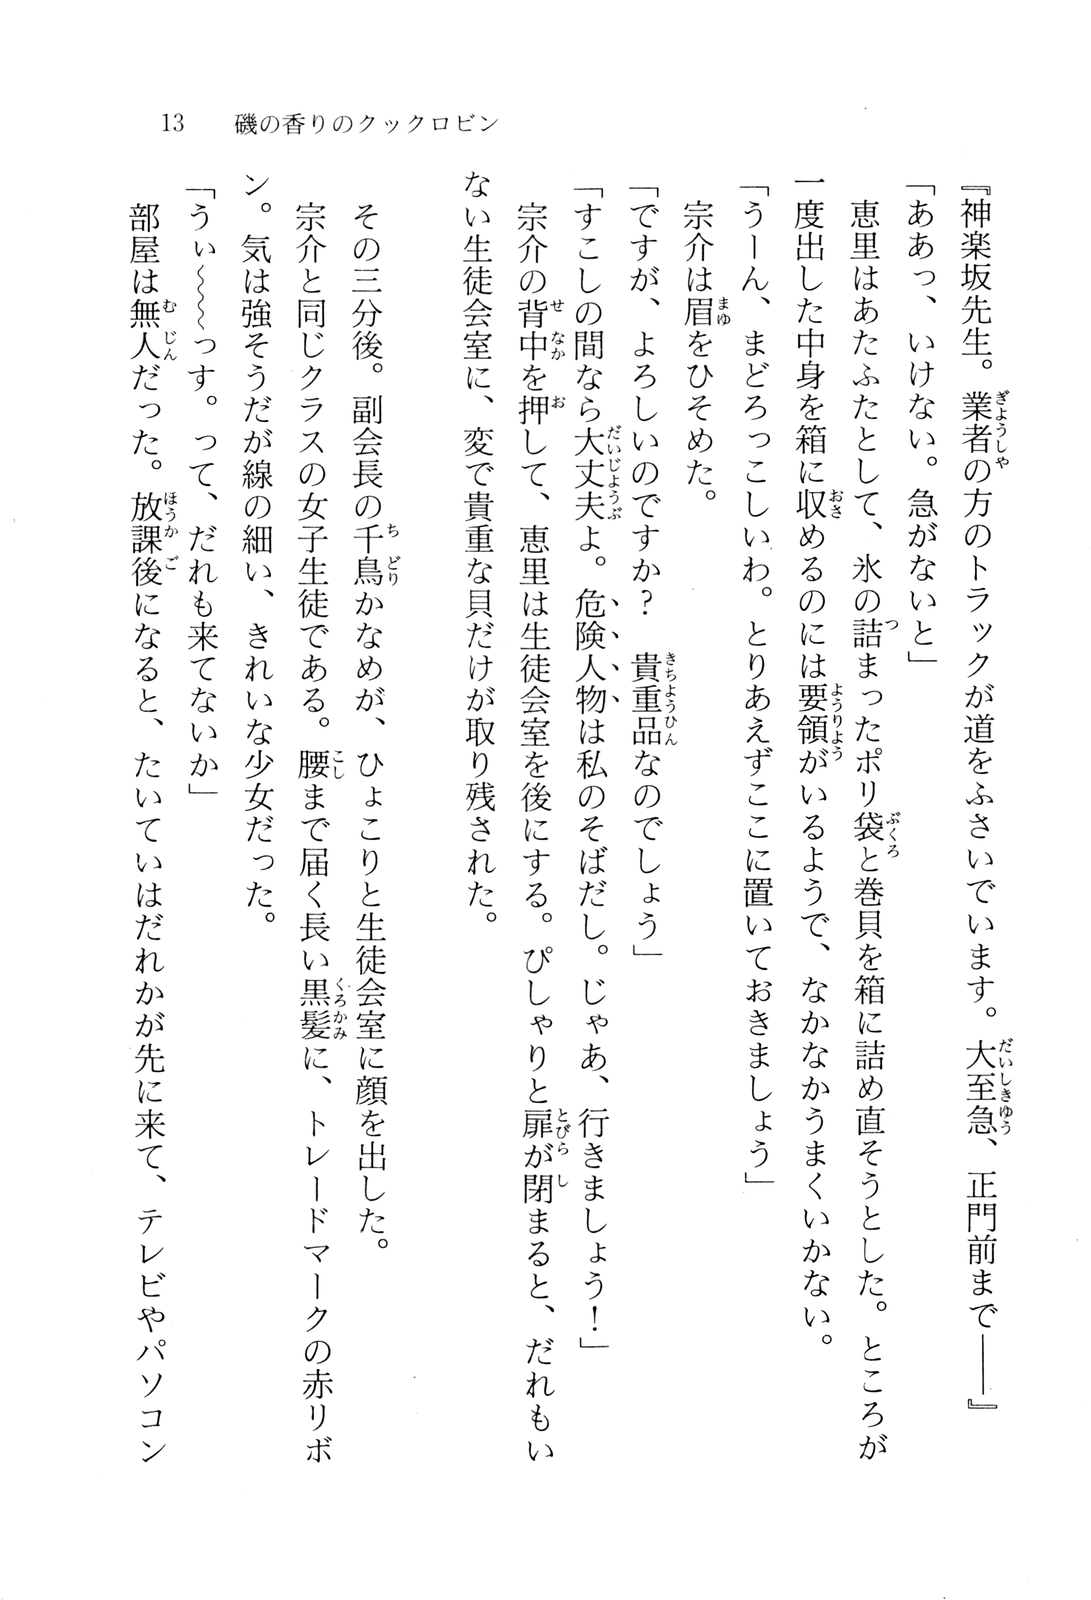 13　磯の香りのクックロビン
『神楽坂先生。業者の方のトラックが道をふさいでいます。大至急、正門前まで――』
「ああっ、いけない。急がないと」
　恵里はあたふたとして、氷の詰まったポリ袋と巻貝を箱に詰め直そうとした。ところが
一度出した中身を箱に収めるのには要領がいるようで、なかなかうまくいかない。
「うーん、まどろっこしいわ。とりあえずここに置いておきましょう」
　宗介は眉をひそめた。
「ですが、よろしいのですか？　貴重品なのでしょう」
「すこしの間なら大丈夫よ。危険人物は私のそばだし。じゃあ、行きましょう！」
　宗介の背中を押して、恵里は生徒会室を後にする。ぴしゃりと扉が閉まると、だれもい
ない生徒会室に、変で貴重な貝だけが取り残された。
　その三分後。副会長の千鳥かなめが、ひょこりと生徒会室に顔を出した。
　宗介と同じクラスの女子生徒である。腰まで届く長い黒髪に、トレードマークの赤リボ
ン。気は強そうだが線の細い、きれいな少女だった。
「うぃ～～～っす。って、だれも来てないか」
　部屋は無人だった。放課後になると、たいていはだれかが先に来て、テレビやパソコン